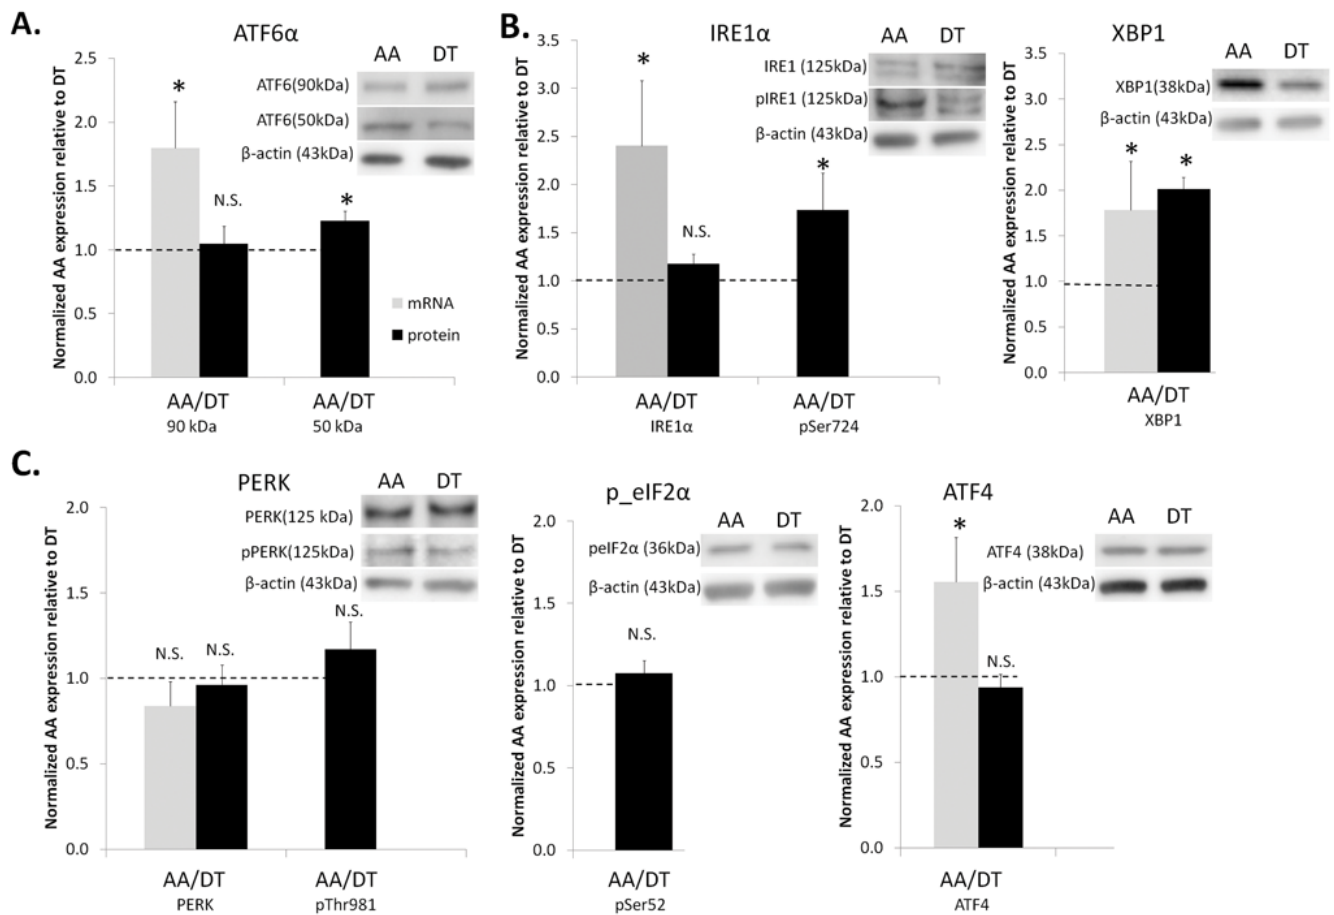 A.
ATF6α
Normalized AA expression relative to DT
2.5
2.0
1.5
1.0
0.5
0.0
*
N.S.
*
AA DT
ATF6(90kDa)
ATF6(50kDa)
β-actin (43kDa)
mRNA
protein
AA/DT AA/DT
90 kDa 50 kDa
B.
IRE1α
Normalized AA expression relative to DT
3.5
3.0
2.5
2.0
1.5
1.0
0.5
0.0
*
N.S.
*
AA DT
IRE1 (125kDa)
pIRE1 (125kDa)
β-actin (43kDa)
AA/DT AA/DT
IRE1α pSer724
XBP1
Normalized AA expression relative to DT
3.5
3.0
2.5
2.0
1.5
1.0
0.5
0.0
* *
AA DT
XBP1(38kDa)
β-actin (43kDa)
AA/DT
XBP1
C.
PERK
Normalized AA expression relative to DT
2.0
1.5
1.0
0.5
0.0
N.S. N.S.
N.S.
AA DT
PERK(125 kDa)
pPERK(125kDa)
β-actin (43kDa)
AA/DT AA/DT
PERK pThr981
p_eIF2α
Normalized AA expression relative to DT
2.0
1.5
1.0
0.5
0.0
N.S.
AA DT
peIF2α (36kDa)
β-actin (43kDa)
AA/DT
pSer52
ATF4
Normalized AA expression relative to DT
2.0
1.5
1.0
0.5
0.0
*
N.S.
AA DT
ATF4 (38kDa)
β-actin (43kDa)
AA/DT
ATF4